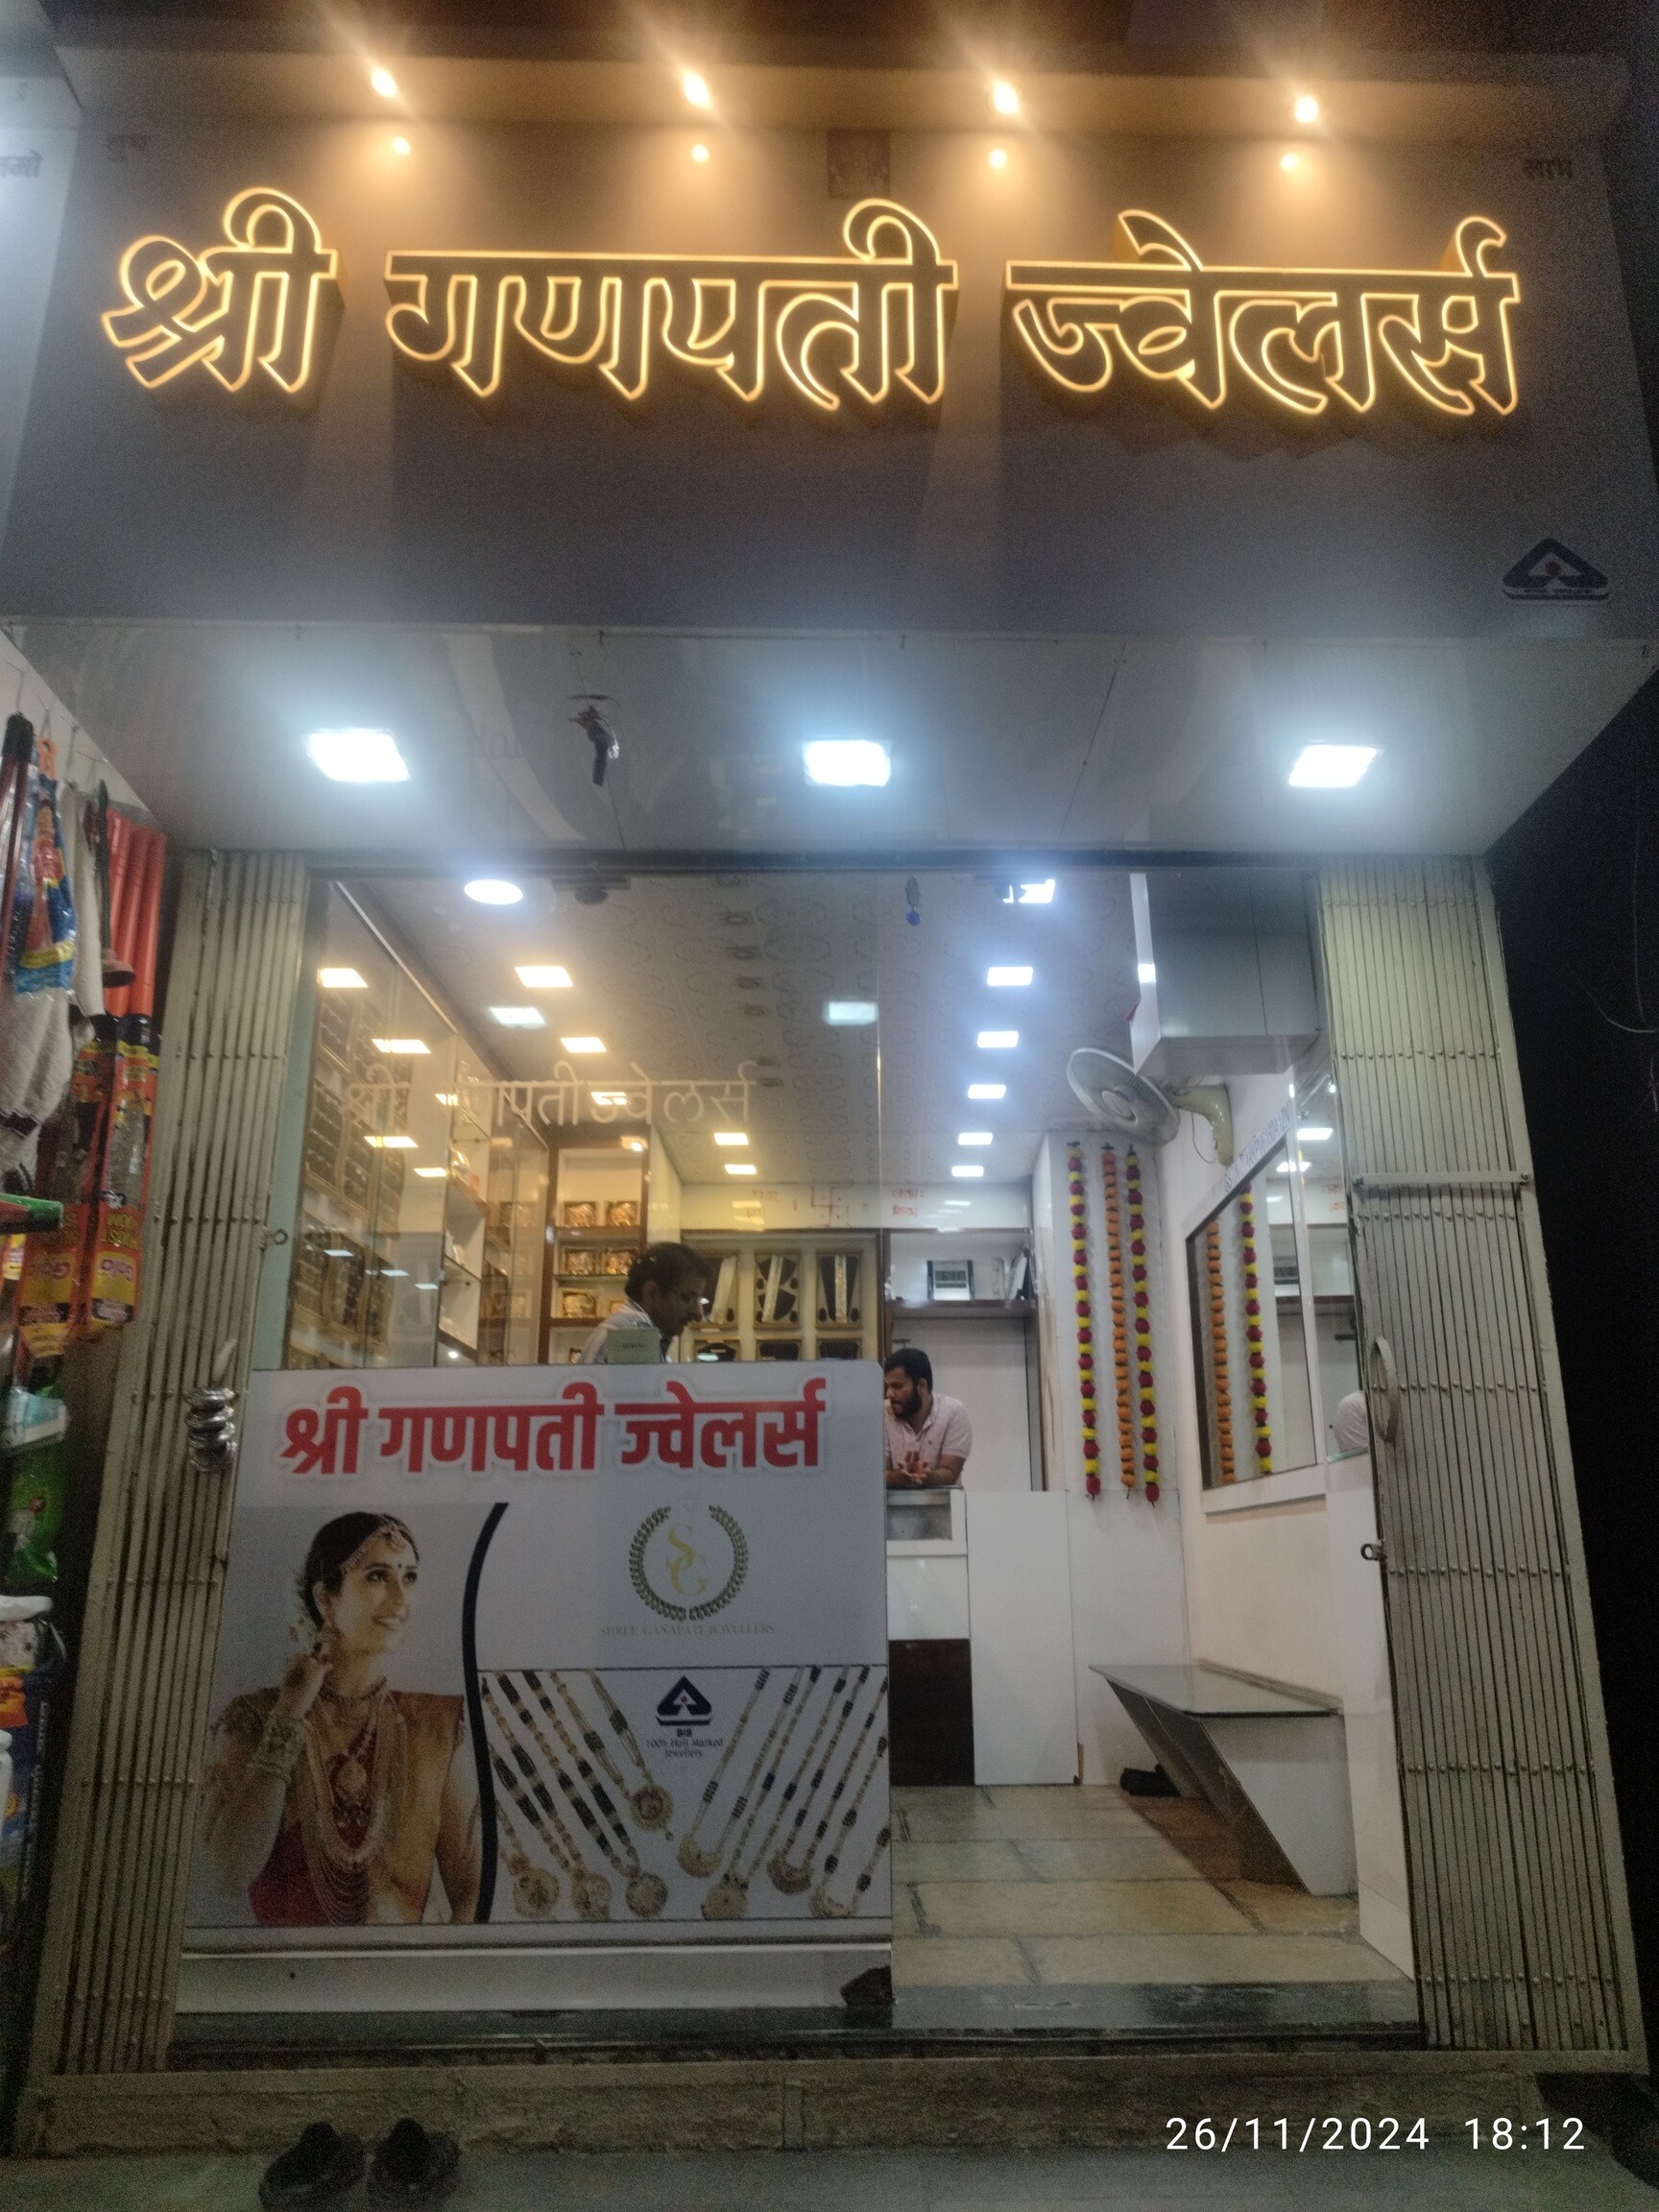 शुभ
लाभ
श्री गणपती ज्वेलर्स
श्री गणपती ज्वेलर्स
श्री गणपती ज्वेलर्स
SG
SHREE GANAPATI JEWELLERS
BIS
100% Hall Marked
Jewellery
26/11/2024 18:12